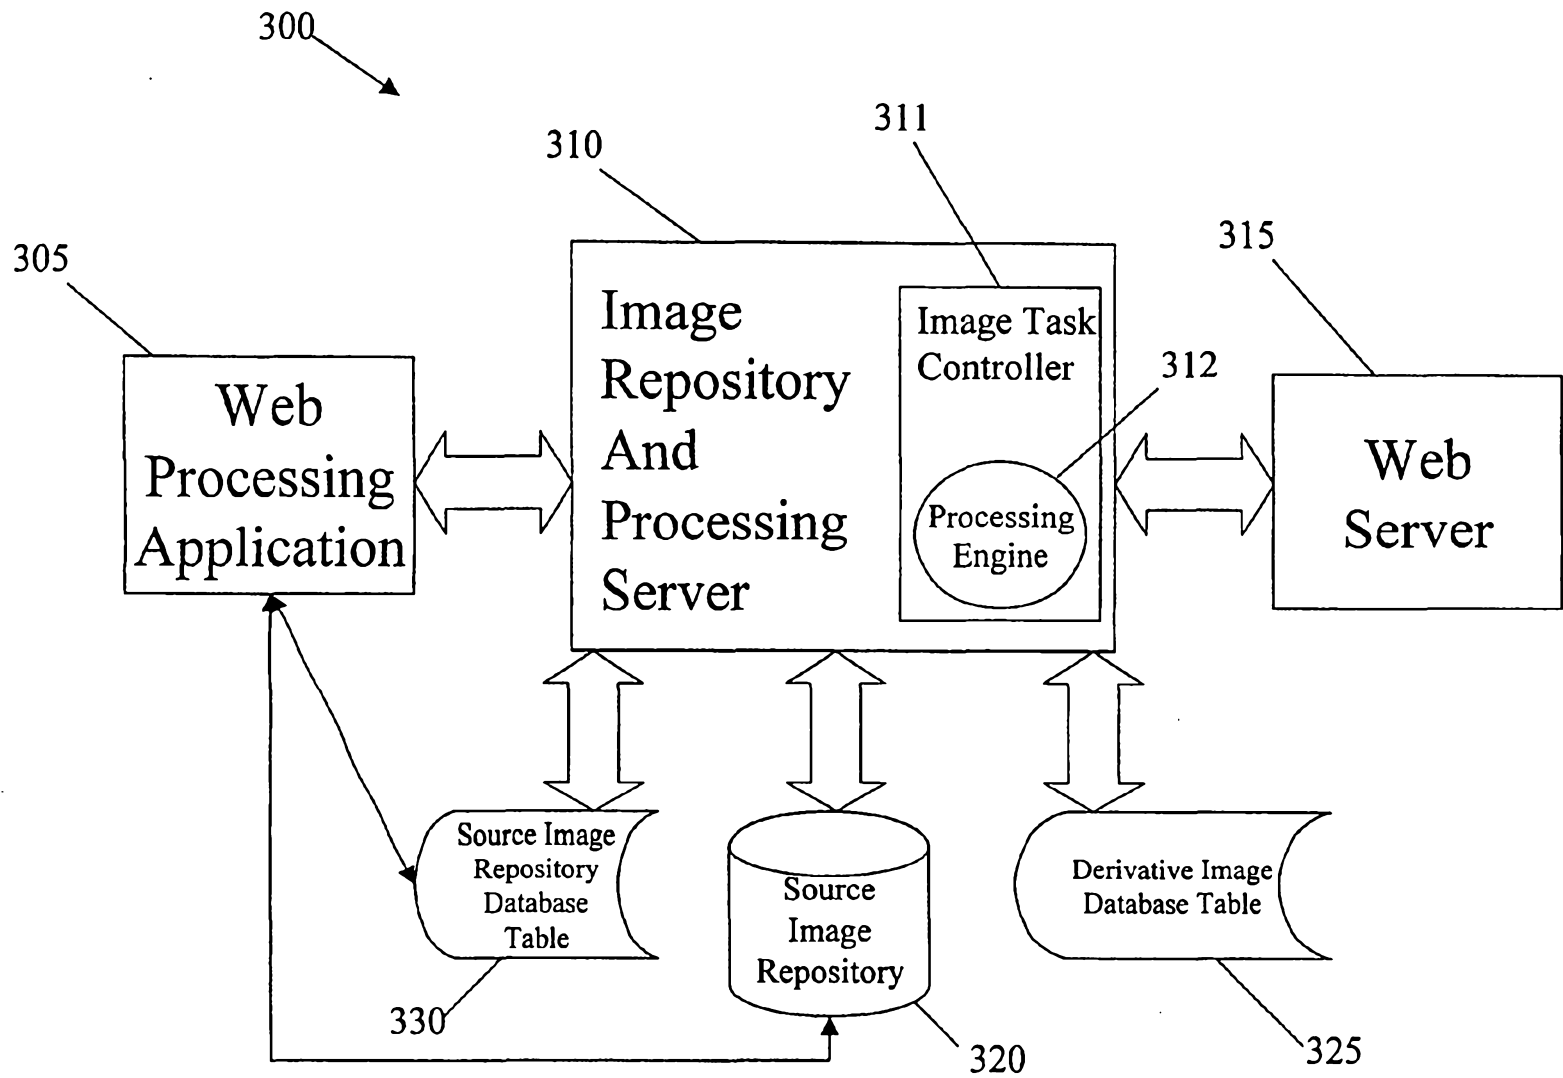 300
311
310
315
305
Image
Repository
And
Processing
Server
Image Task
Controller
312
Processing
Engine
Web
Processing
Application
Web
Server
Source Image
Repository
Database
Table
Source
Image
Repository
Derivative Image
Database Table
330
320
325